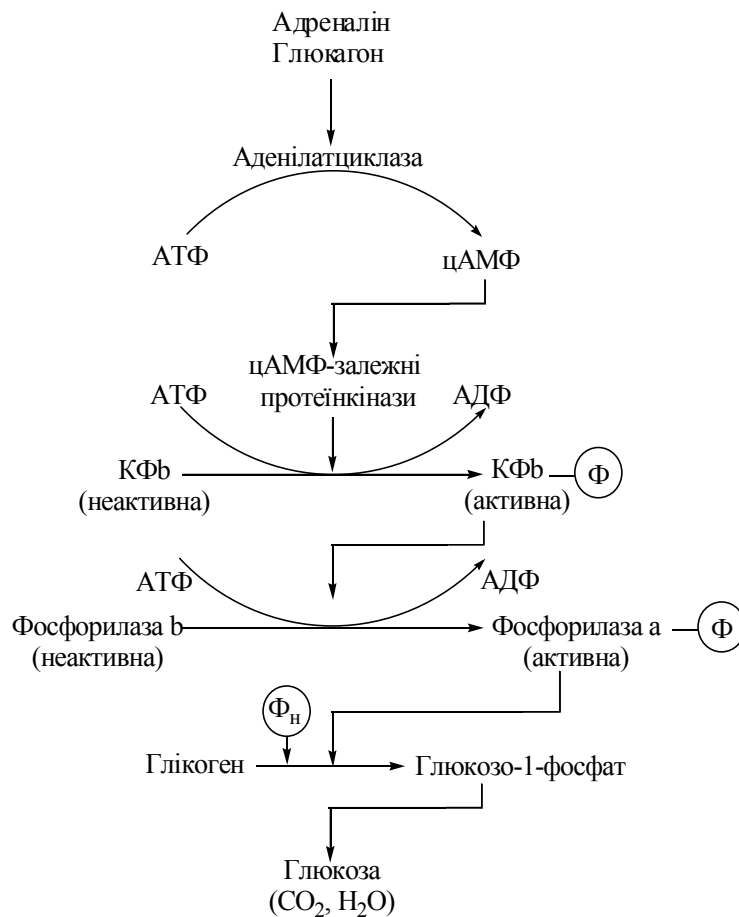 Адреналін
Глюкагон
Аденілатциклаза
АТФ
цАМФ
цАМФ-залежні
протеїнкінази
АТФ
АДФ
КФb
(неактивна)
КФb
(активна)
Ф
АТФ
АДФ
Фосфорилаза b
(неактивна)
Фосфорилаза а
(активна)
Ф
Фн
Глікоген
Глюкозо-1-фосфат
Глюкоза
(CO2, H2O)